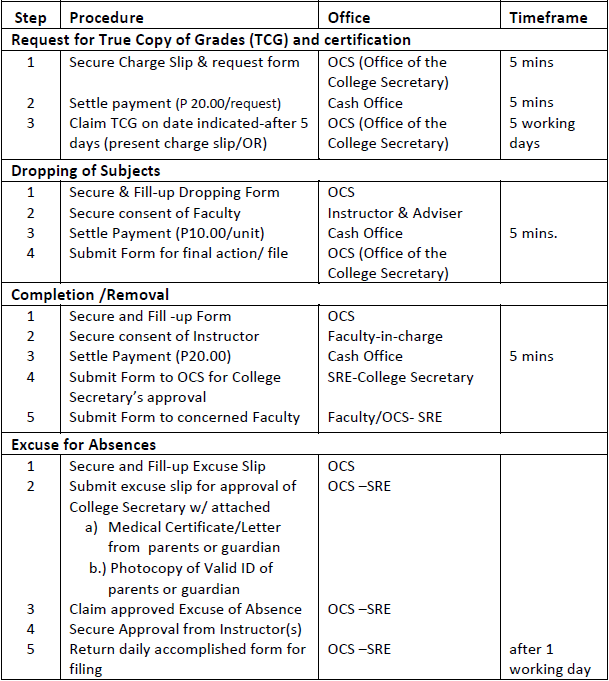 Step Procedure Office Timeframe
Request for True Copy of Grades (TCG) and certification
1 Secure Charge Slip & request form OCS (Office of the 5 mins
College Secretary)
2 Settle payment (P 20.00/request) Cash Office 5 mins
3 Claim TCG on date indicated-after 5 OCS (Office of the 5 working
days (present charge slip/OR) College Secretary) days
Dropping of Subjects
1 Secure & Fill-up Dropping Form OCS
2 Secure consent of Faculty Instructor & Adviser
3 Settle Payment (P10.00/unit) Cash Office 5 mins.
4 Submit Form for final action/ file OCS (Office of the
College Secretary)
Completion /Removal
1 Secure and Fill -up Form OCS
2 Secure consent of Instructor Faculty-in-charge
3 Settle Payment (P20.00) Cash Office 5 mins
4 Submit Form to OCS for College SRE-College Secretary
Secretary's approval
5 Submit Form to concerned Faculty Faculty/OCS- SRE
Excuse for Absences
1 Secure and Fill-up Excuse Slip OCS
2 Submit excuse slip for approval of OCS –SRE
College Secretary w/ attached
a) Medical Certificate/Letter
from parents or guardian
b.) Photocopy of Valid ID of
parents or guardian
3 Claim approved Excuse of Absence OCS –SRE
4 Secure Approval from Instructor(s)
5 Return daily accomplished form for OCS –SRE after 1
filing working day